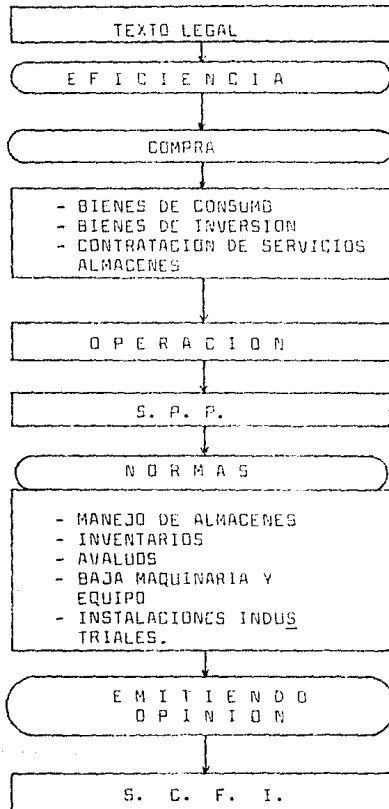 TEXTO LEGAL
E F I C I E N C I A
COMPRA
- BIENES DE CONSUMO
- BIENES DE INVERSION
- CONTRATACION DE SERVICIOS
ALMACENES
O P E R A C I O N
S. P. P.
N O R M A S
- MANEJO DE ALMACENES
- INVENTARIOS
- AVALUOS
- BAJA MAQUINARIA Y
EQUIPO
- INSTALACIONES INDUS
TRIALES.
E M I T I E N D O
O P I N I O N
S. C. F. I.